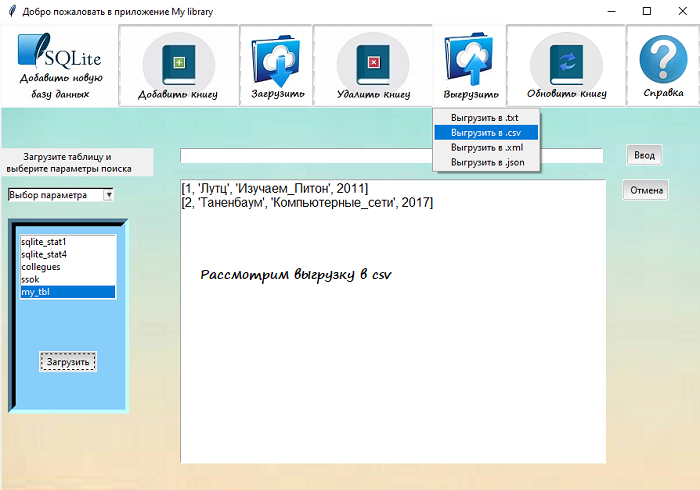 Добро пожаловать в приложение My library
SQLite
Добавить новую
базу данных
Добавить книгу
Загрузить
Удалить книгу
Выгрузить
Обновить книгу
Справка
Выгрузить в .txt
Выгрузить в .csv
Выгрузить в .xml
Выгрузить в .json
Загрузите таблицу и
выберите параметры поиска
Ввод
Выбор параметра
Отмена
[1, 'Лутц', 'Изучаем_Питон', 2011]
[2, 'Таненбаум', 'Компьютерные_сети', 2017]
sqlite_stat1
sqlite_stat4
collegues
ssok
my_tbl
Рассмотрим выгрузку в csv
Загрузить